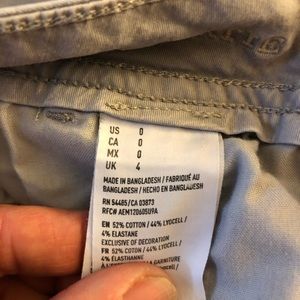 US 0
CA 0
MX 0
UK 4
MADE IN BANGLADESH / FABRIQUÉ AU
BANGLADESH / HECHO EN BANGLADESH
RN 54485/CA 03873
RFC# AEM120605U9A
EN 52% COTTON / 44% LYOCELL /
4% ELASTANE
EXCLUSIVE OF DECORATION
FR 52% COTON / 44% LYOCELL /
4% ÉLASTHANNE